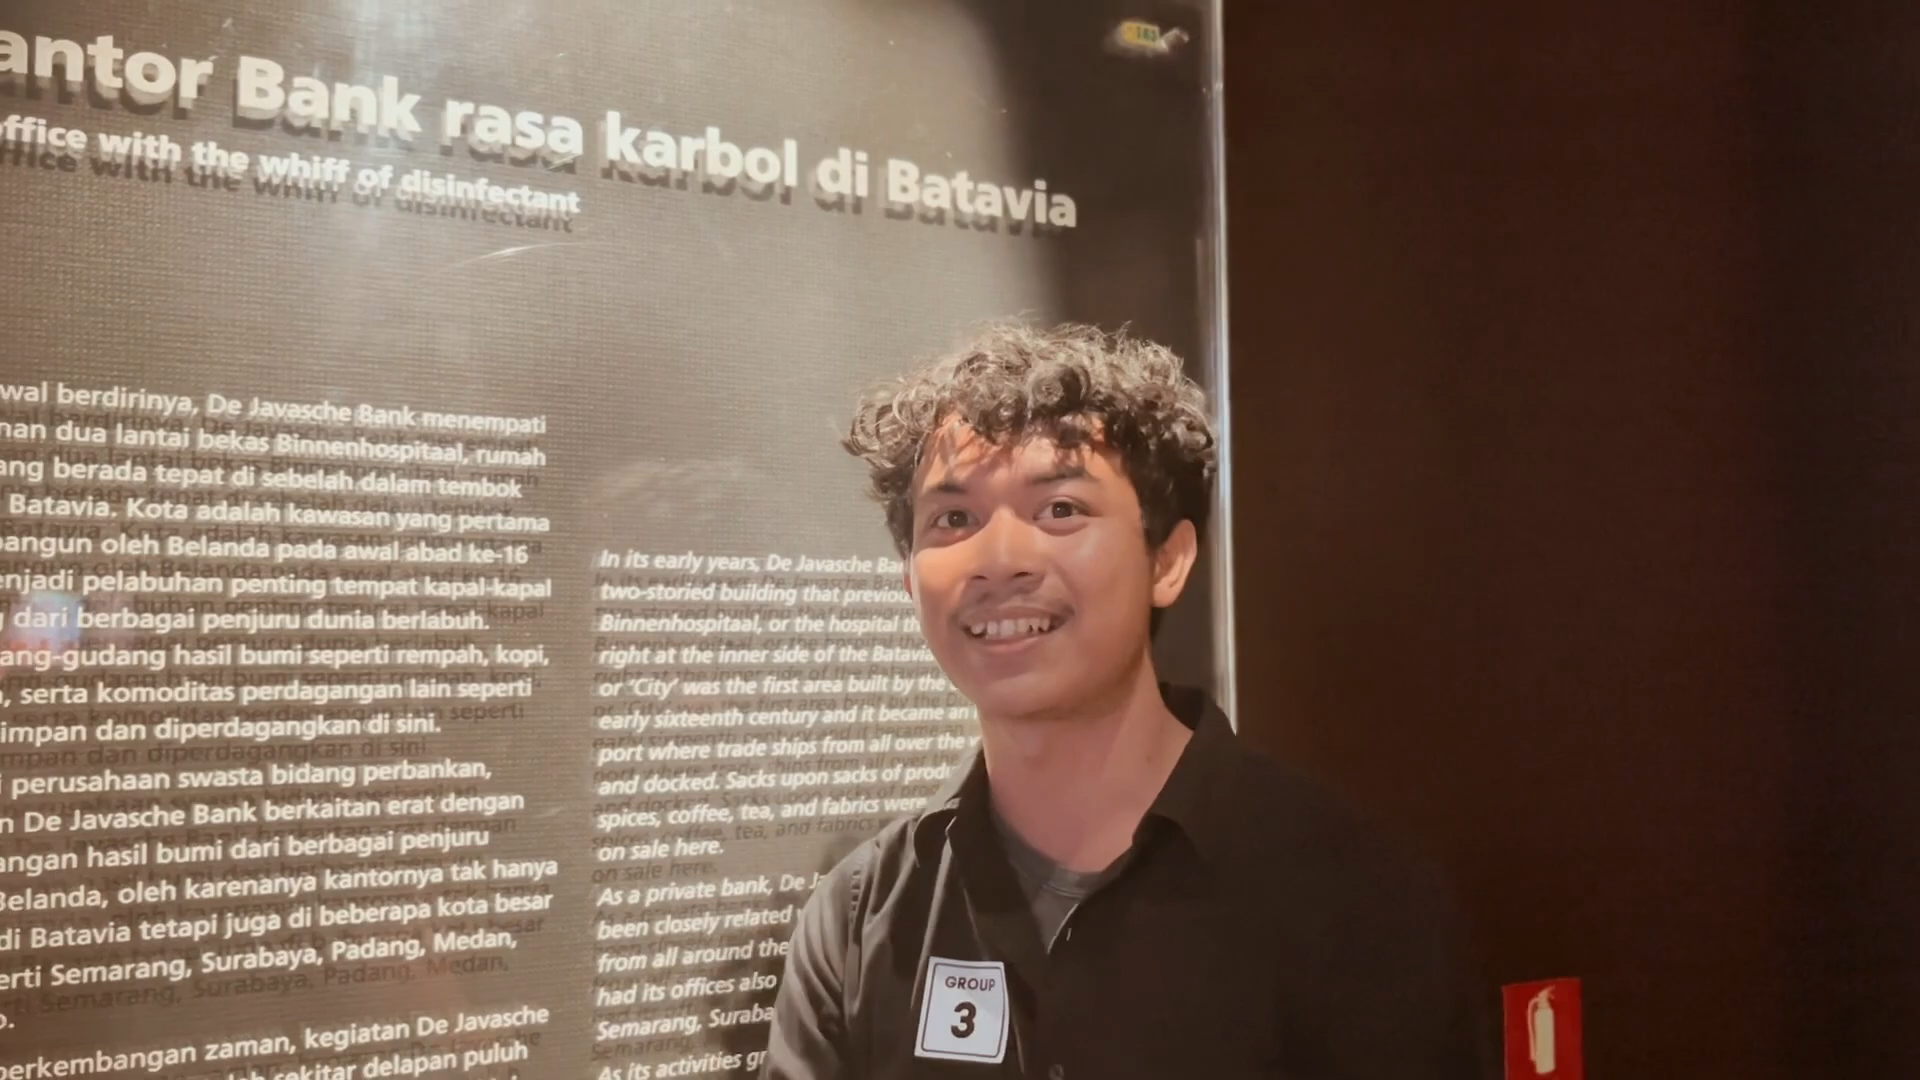 antor Bank rasa karbol di Batavia
office with the whiff of disinfectant
wal berdirinya, De Javasche Bank menempati
nan dua lantai bekas Binnenhospitaal, rumah
ang berada tepat di sebelah dalam tembok
Batavia. Kota adalah kawasan yang pertama
bangun oleh Belanda pada awal abad ke-16
enjadi pelabuhan penting tempat kapal-kapal
dari berbagai penjuru dunia berlabuh.
ang-gudang hasil bumi seperti rempah, kopi,
, serta komoditas perdagangan lain seperti
impan dan diperdagangkan di sini.
i perusahaan swasta bidang perbankan,
n De Javasche Bank berkaitan erat dengan
angan hasil bumi dari berbagai penjuru
Belanda, oleh karenanya kantornya tak hanya
di Batavia tetapi juga di beberapa kota besar
erti Semarang, Surabaya, Padang, Medan,
o.
perkembangan zaman, kegiatan De Javasche
sekitar delapan puluh
In its early years, De Javasche Ba
two-storied building that previou
Binnenhospitaal, or the hospital th
right at the inner side of the Batavia
or 'City' was the first area built by the
early sixteenth century and it became an
port where trade ships from all over the w
and docked. Sacks upon sacks of produ
spices, coffee, tea, and fabrics were
on sale here.
As a private bank, De J
been closely related
from all around the
had its offices also
Semarang, Suraba
As its activities gr
GROUP
3
163